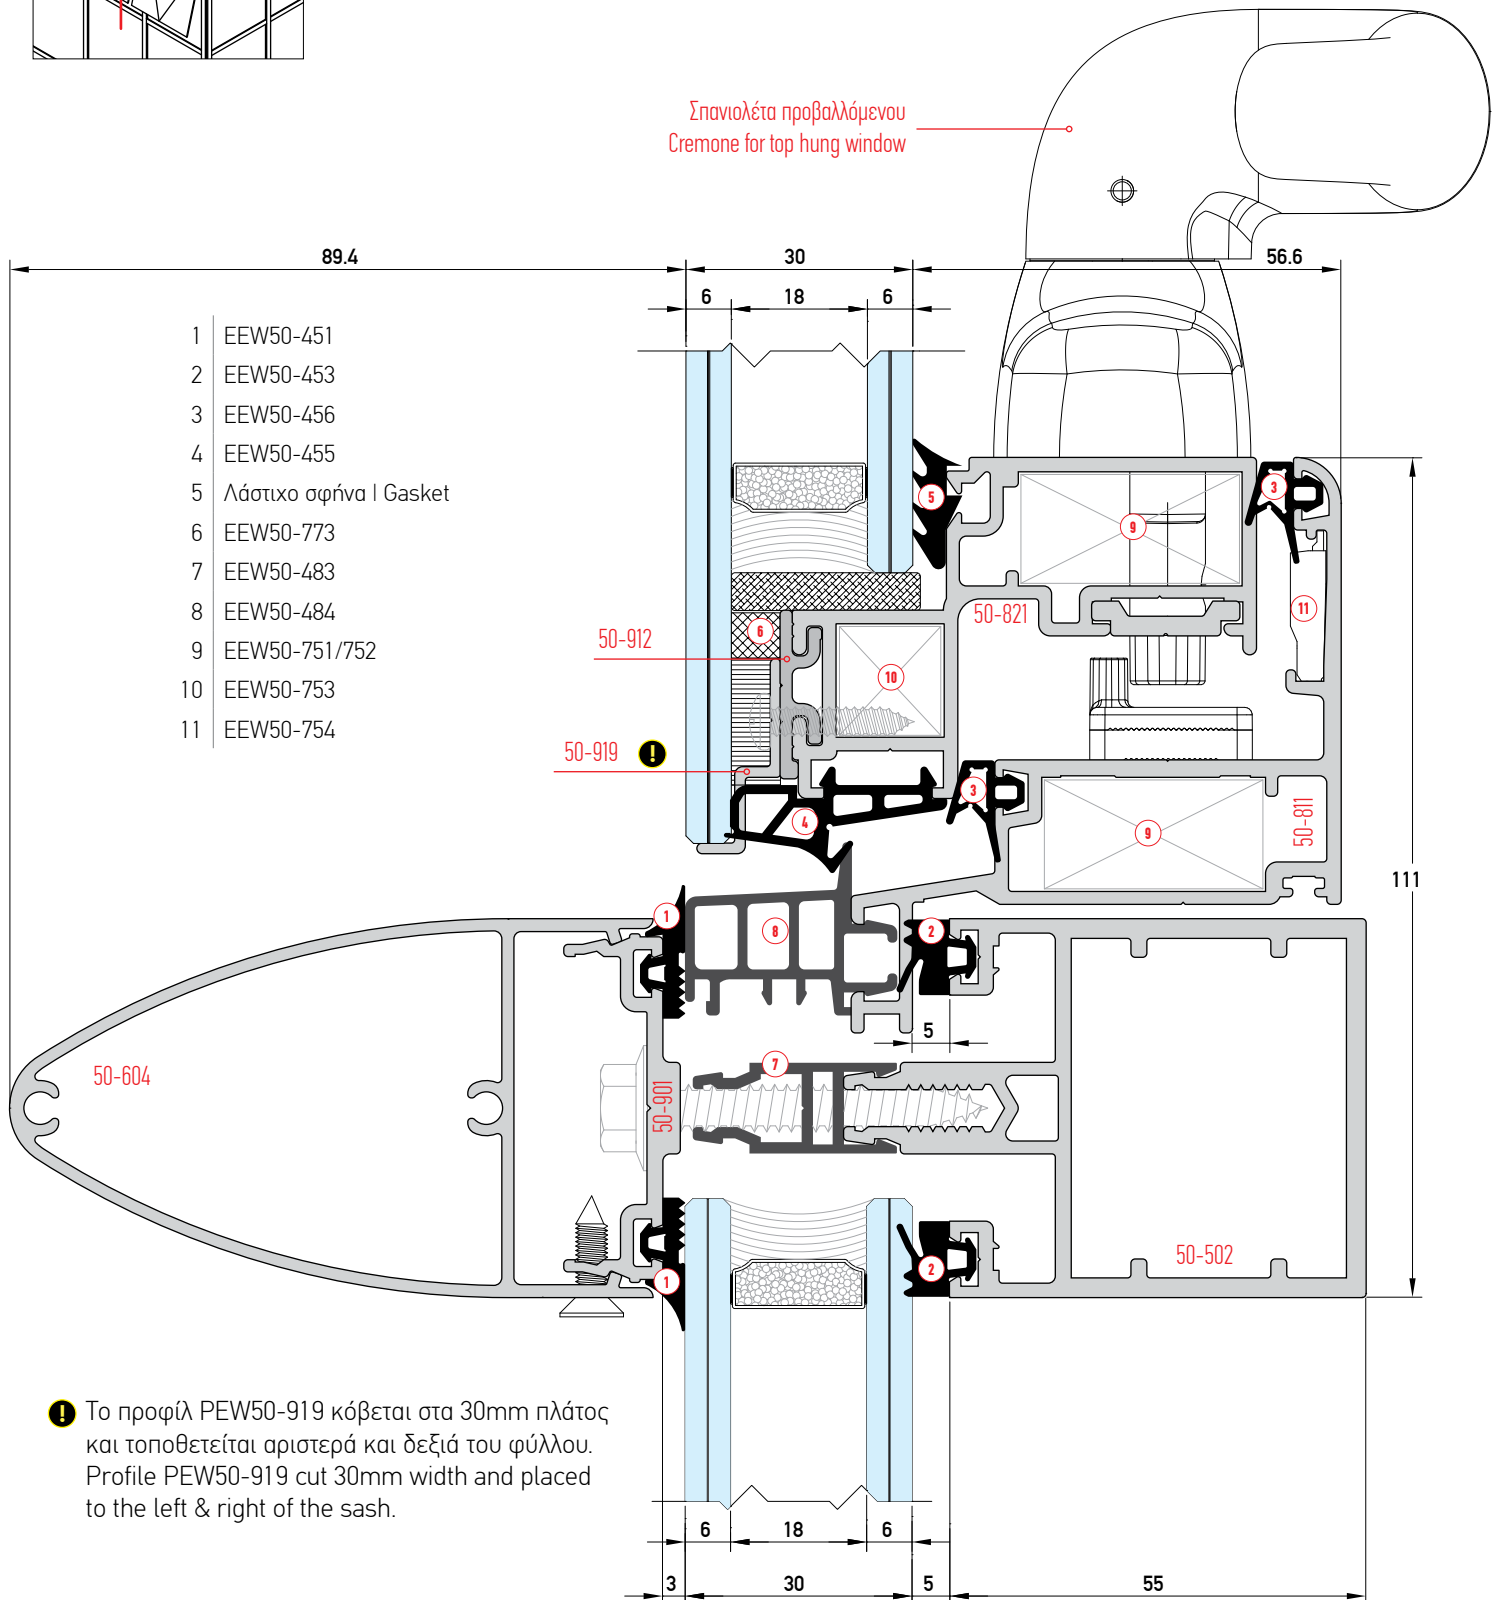 Σπανιολέτα προβαλλόμενου
Cremone for top hung window
89.4
30
56.6
6
18
6
1 EEW50-451
2 EEW50-453
3 EEW50-456
4 EEW50-455
5 Λάστιχο σφήνα | Gasket
6 EEW50-773
7 EEW50-483
8 EEW50-484
9 EEW50-751/752
10 EEW50-753
11 EEW50-754
5
3
9
11
50-821
6
50-912
10
50-919 !
3
4
9
50-811
111
1
8
2
5
50-604
7
50-901
50-502
2
1
! Το προφίλ PEW50-919 κόβεται στα 30mm πλάτος
και τοποθετείται αριστερά και δεξιά του φύλλου.
Profile PEW50-919 cut 30mm width and placed
to the left & right of the sash.
6
18
6
3
30
5
55